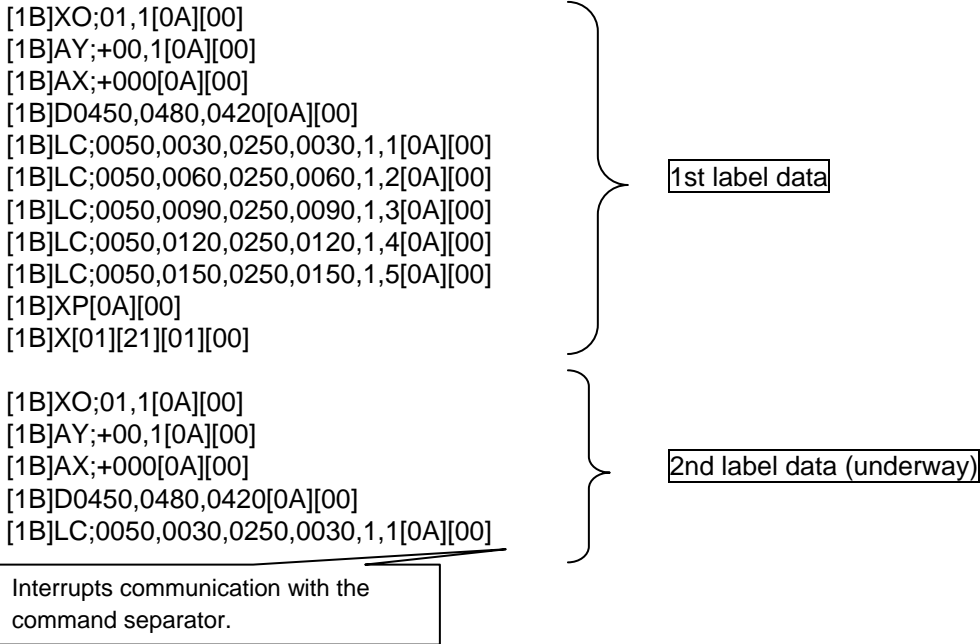 [1B]XO;01,1[0A][00]
[1B]AY;+00,1[0A][00]
[1B]AX;+000[0A][00]
[1B]D0450,0480,0420[0A][00]
[1B]LC;0050,0030,0250,0030,1,1[0A][00]
[1B]LC;0050,0060,0250,0060,1,2[0A][00]
[1B]LC;0050,0090,0250,0090,1,3[0A][00]
[1B]LC;0050,0120,0250,0120,1,4[0A][00]
[1B]LC;0050,0150,0250,0150,1,5[0A][00]
[1B]XP[0A][00]
[1B]X[01][21][01][00]
1st label data
[1B]XO;01,1[0A][00]
[1B]AY;+00,1[0A][00]
[1B]AX;+000[0A][00]
[1B]D0450,0480,0420[0A][00]
[1B]LC;0050,0030,0250,0030,1,1[0A][00]
2nd label data (underway)
Interrupts communication with the
command separator.